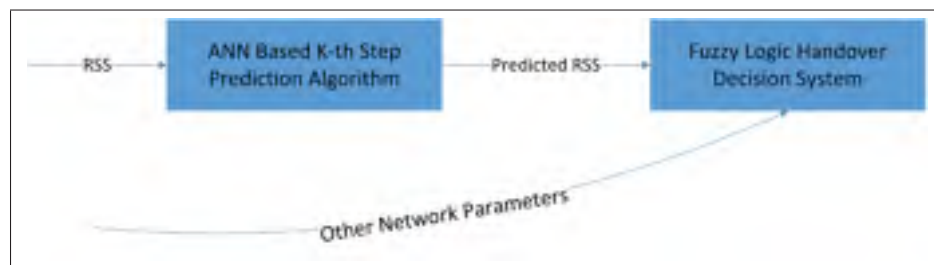 RSS
ANN Based K-th Step
Prediction Algorithm
Predicted RSS
Fuzzy Logic Handover
Decision System
Other Network Parameters